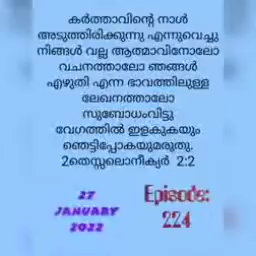 കർത്താവിന്റെ നാൾ
അടുത്തിരിക്കുന്നു എന്നുവെച്ചു
നിങ്ങൾ വല്ല ആത്മാവിനോലോ
വചനത്താലോ ഞങ്ങൾ
എഴുതി എന്ന ഭാവത്തിലുള്ള
ലേഖനത്താലോ
സുബോധംവിട്ടു
വേഗത്തിൽ ഇളകുകയും
ഞെട്ടിപ്പോകയുമരുതു.
2തെസ്സലൊനീക്യർ 2:2
27
JANUARY
2022
Episode:
224